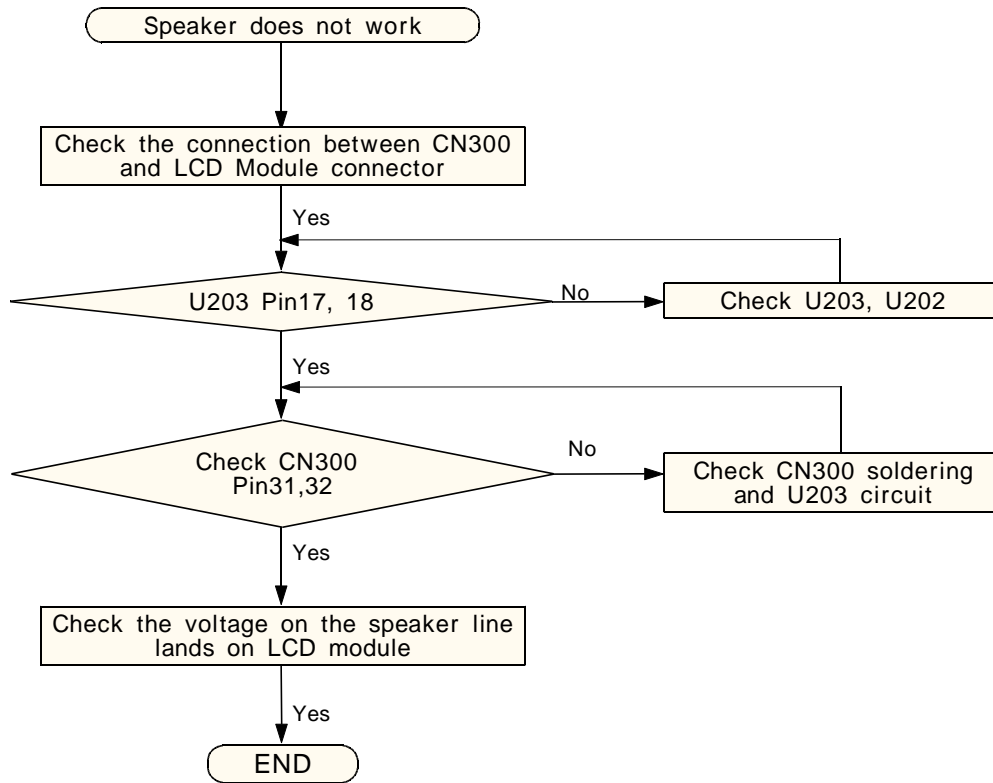 Speaker does not work
Check the connection between CN300
and LCD Module connector
Yes
U203 Pin17, 18
No
Check U203, U202
Yes
Check CN300
Pin31,32
No
Check CN300 soldering
and U203 circuit
Yes
Check the voltage on the speaker line
lands on LCD module
Yes
END